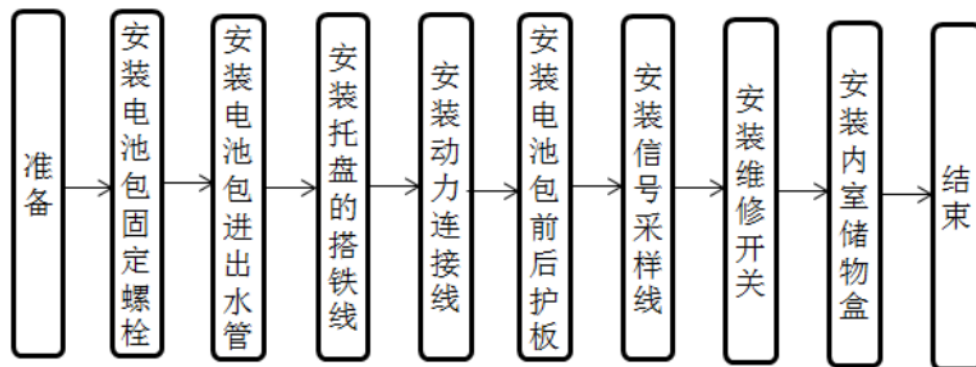 准备
安装电池包固定螺栓
安装电池包进出水管
安装托盘的搭铁线
安装动力连接线
安装电池包前后护板
安装信号采样线
安装维修开关
安装内室储物盒
结束